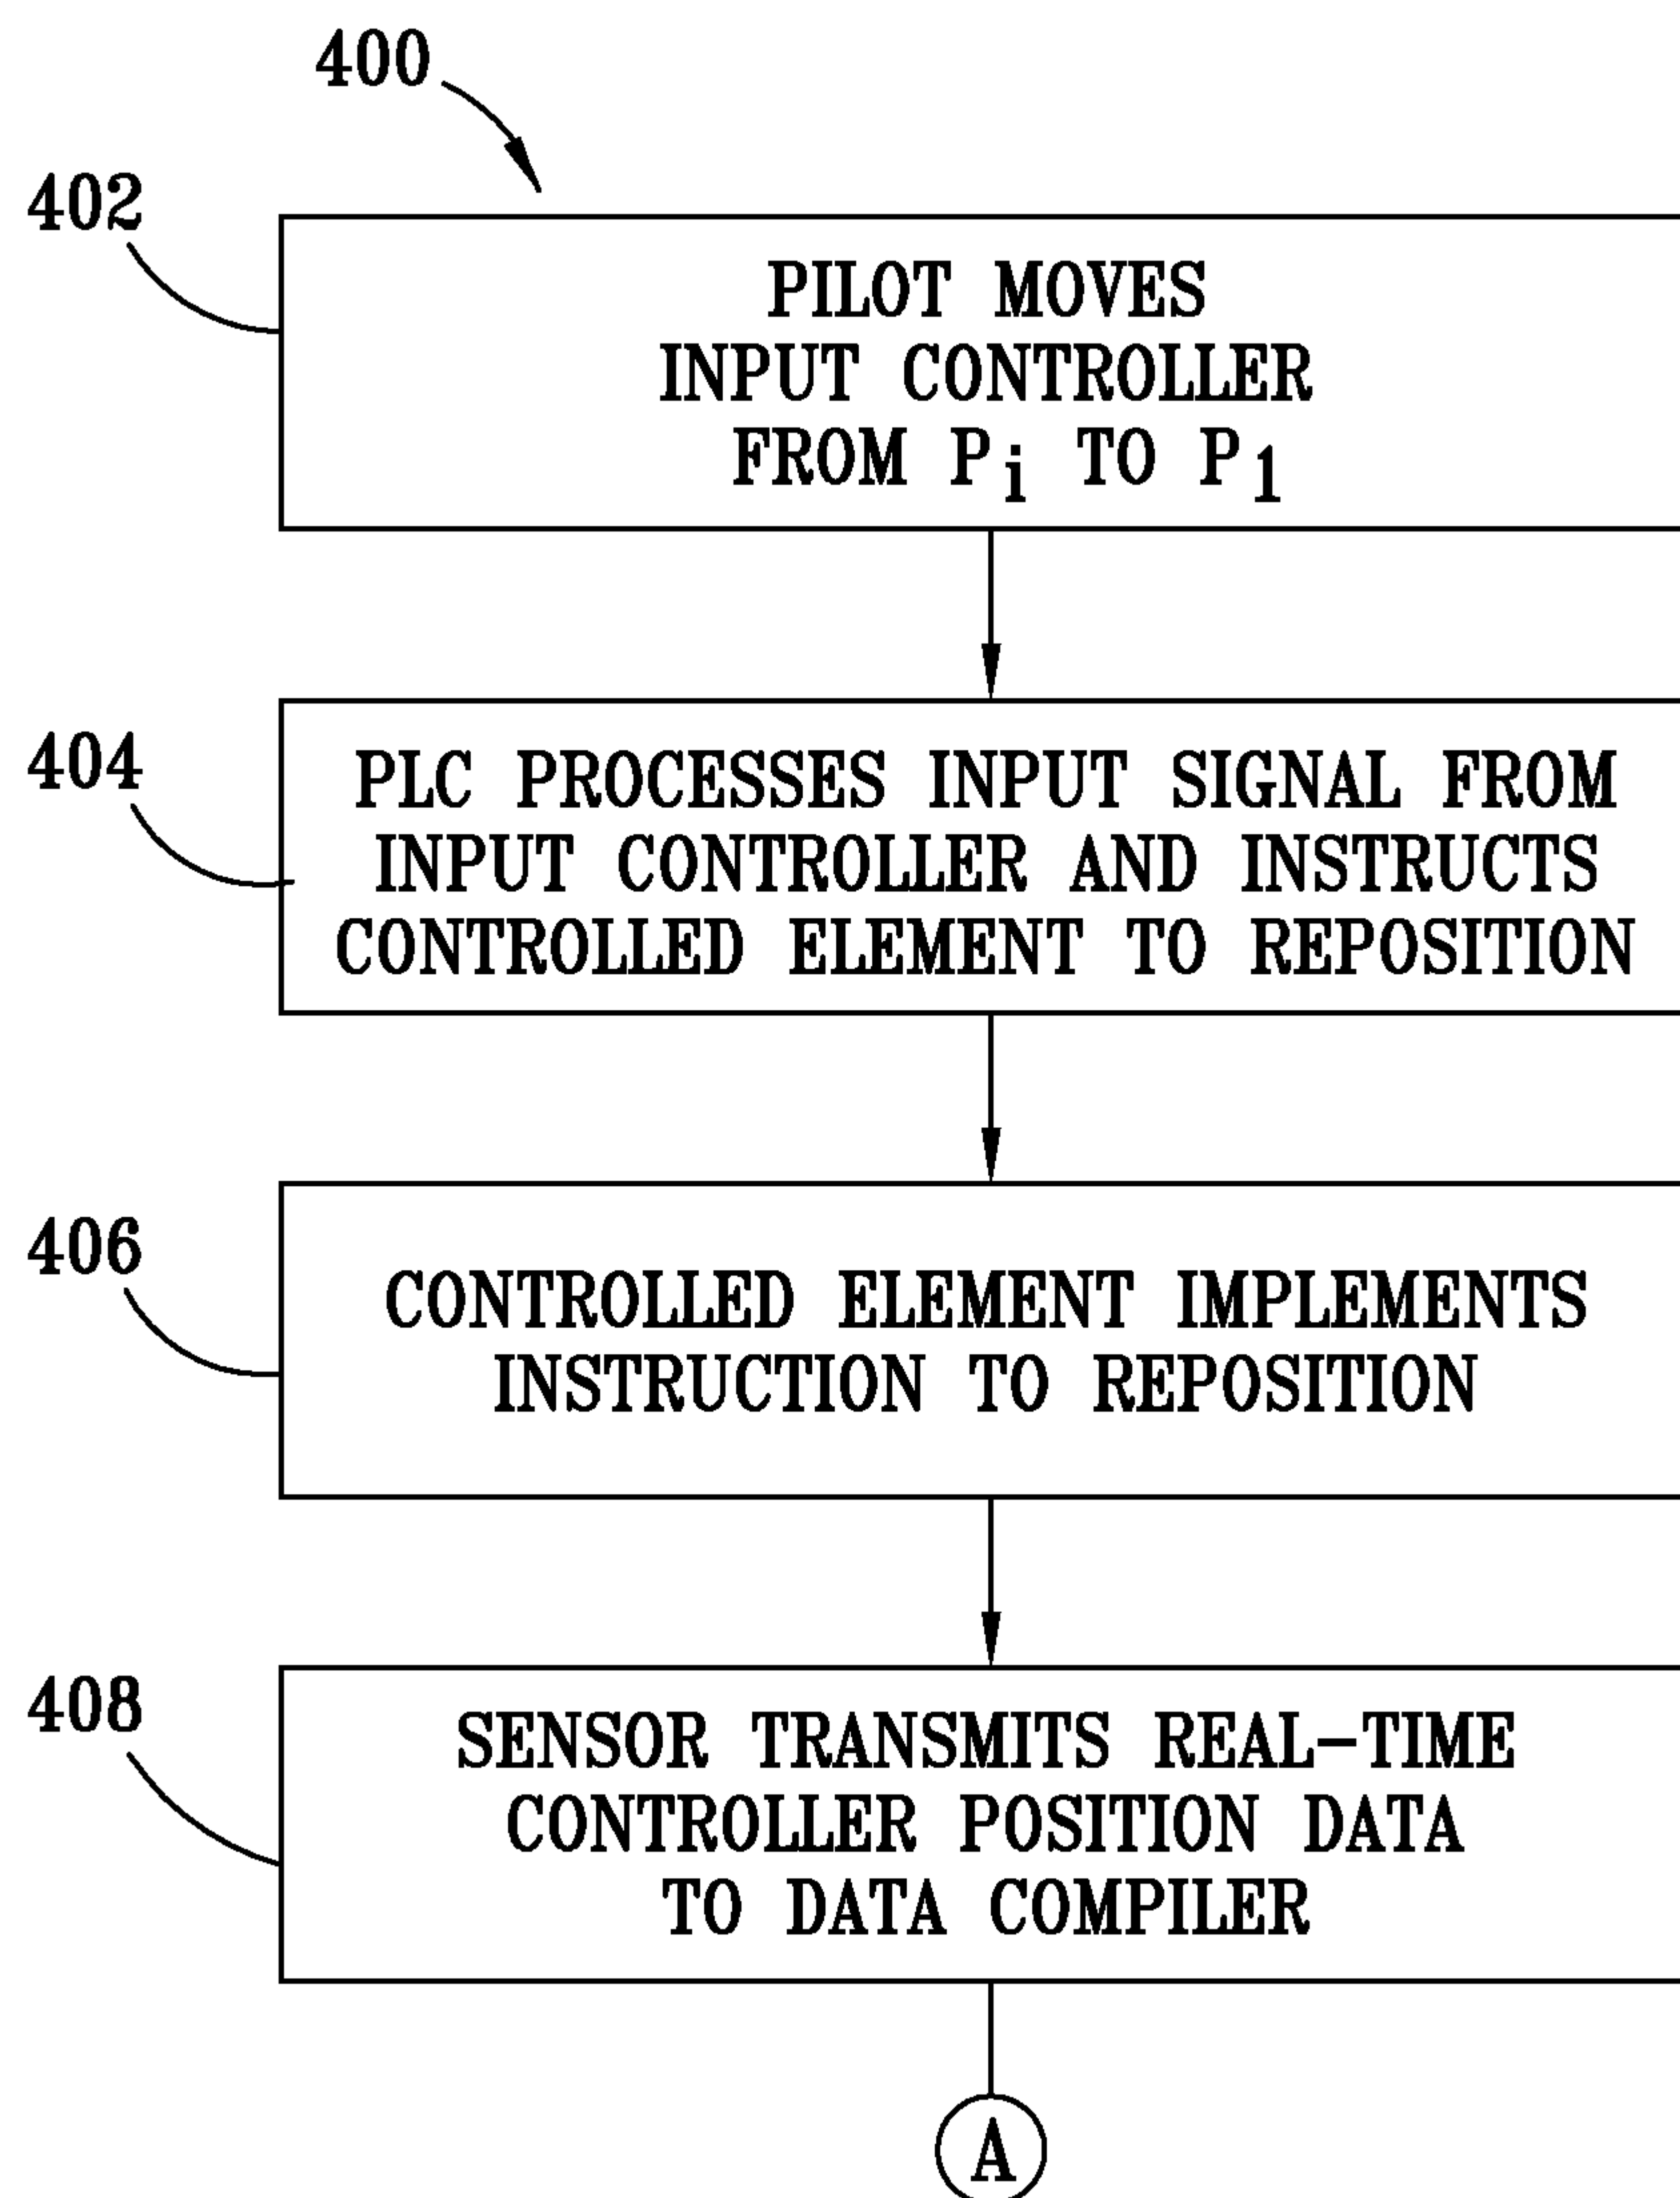 400
402
PILOT MOVES
INPUT CONTROLLER
FROM Pi TO P1
404
PLC PROCESSES INPUT SIGNAL FROM
INPUT CONTROLLER AND INSTRUCTS
CONTROLLED ELEMENT TO REPOSITION
406
CONTROLLED ELEMENT IMPLEMENTS
INSTRUCTION TO REPOSITION
408
SENSOR TRANSMITS REAL-TIME
CONTROLLER POSITION DATA
TO DATA COMPILER
A